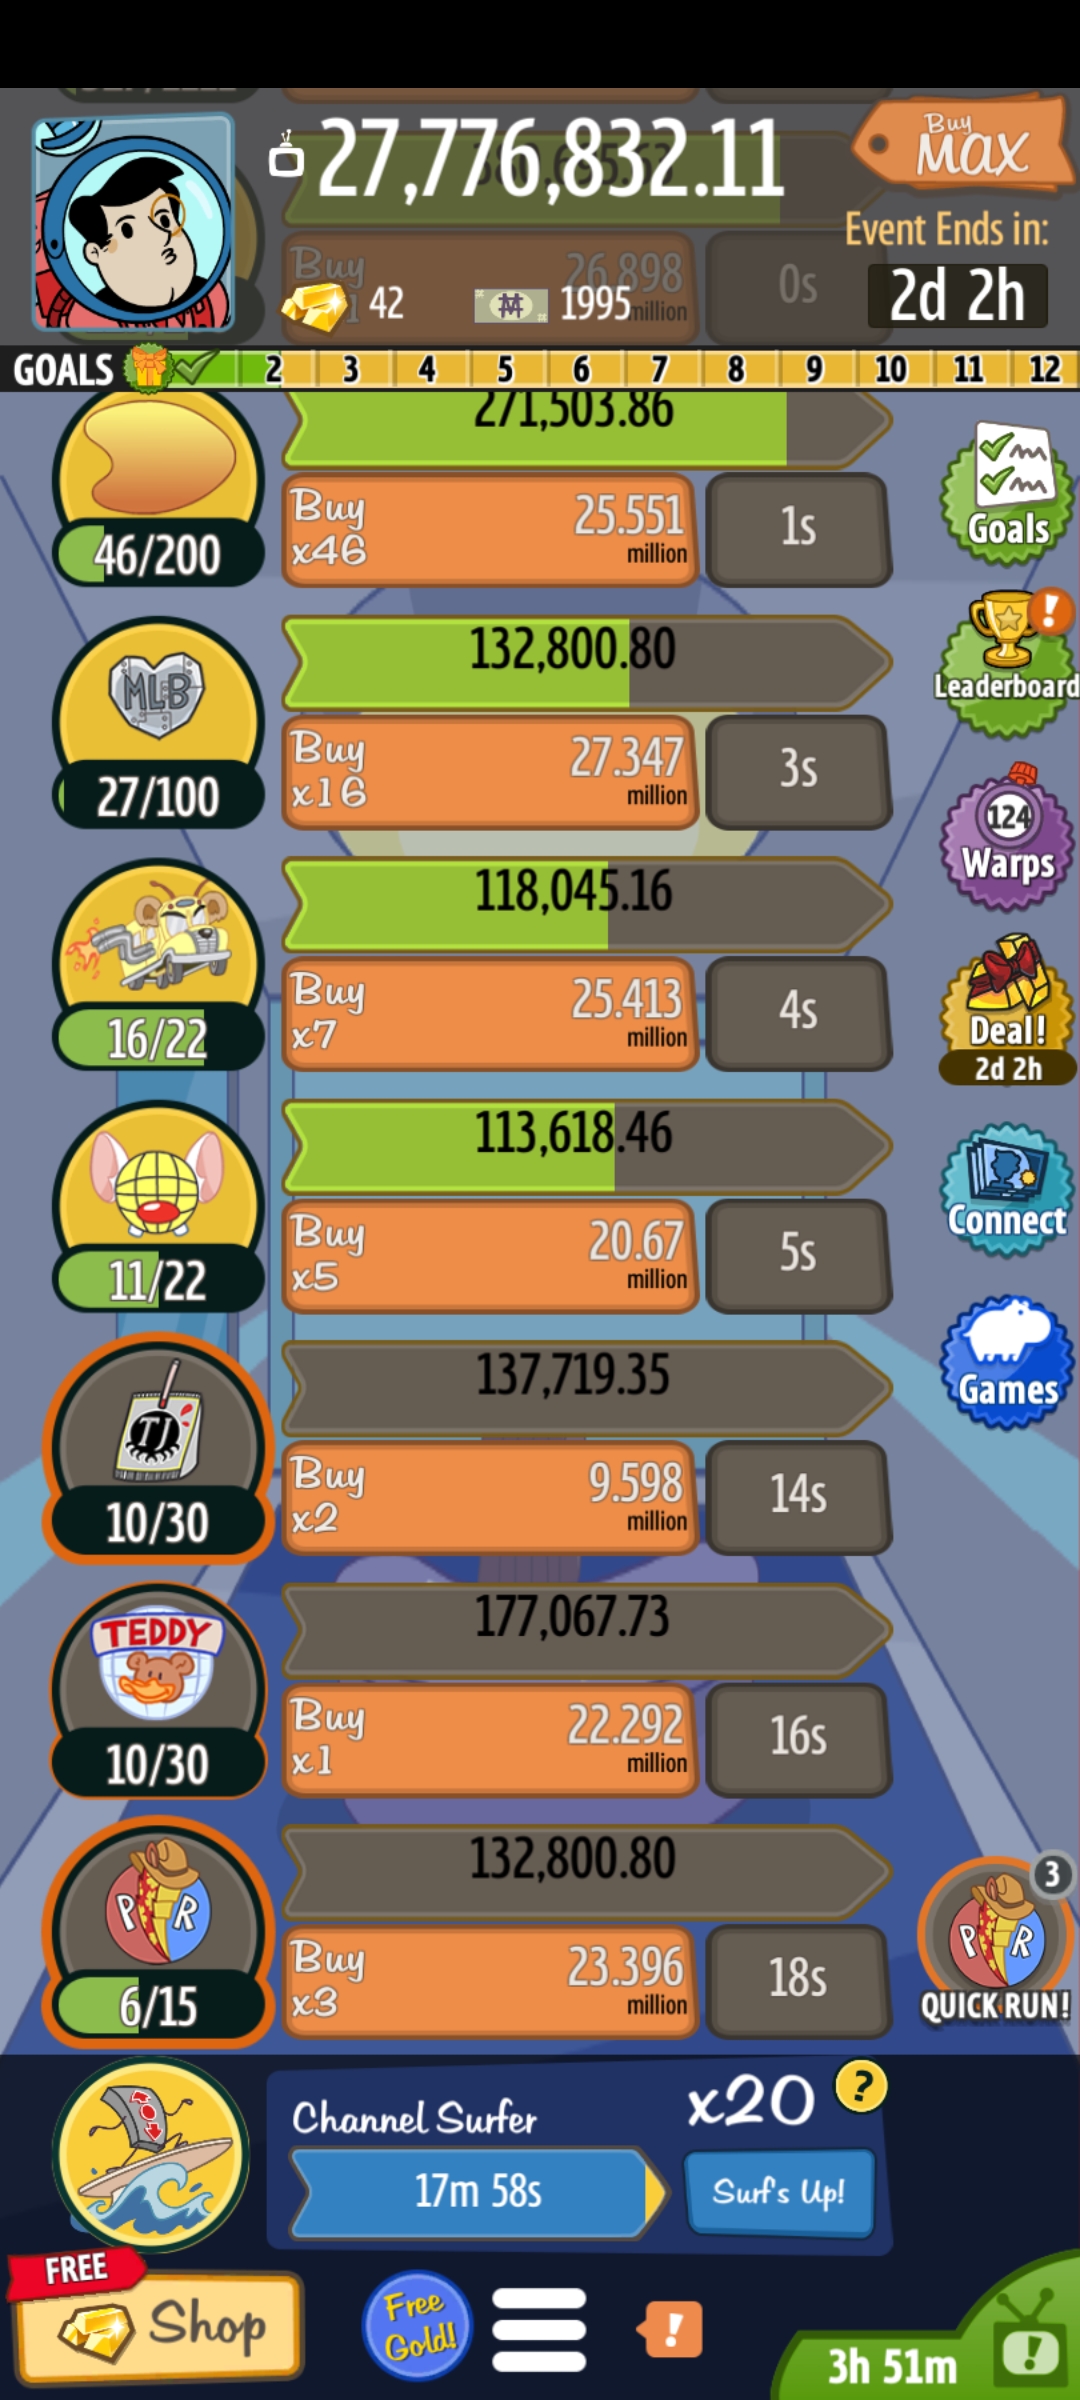 27,776,832.11
Buy
MAX
Event Ends in:
2d 2h
Buy
26.898
million
0s
42
1995
GOALS 2 3 4 5 6 7 8 9 10 11 12
271,503.86
Buy
x46
25.551
million
1s
46/200
Goals
132,800.80
MLB
Buy
x16
27.347
million
3s
27/100
Leaderboard
118,045.16
124
Warps
Buy
x7
25.413
million
4s
16/22
Deal!
2d 2h
113,618.46
Buy
x5
20.67
million
5s
11/22
Connect
137,719.35
TJ
Buy
x2
9.598
million
14s
10/30
Games
177,067.73
TEDDY
Buy
x1
22.292
million
16s
10/30
132,800.80
P R
Buy
x3
23.396
million
18s
6/15
3
P R
QUICK RUN!
Channel Surfer
x20
?
17m 58s
Surf's Up!
FREE
Shop
Free
Gold!
!
3h 51m
!